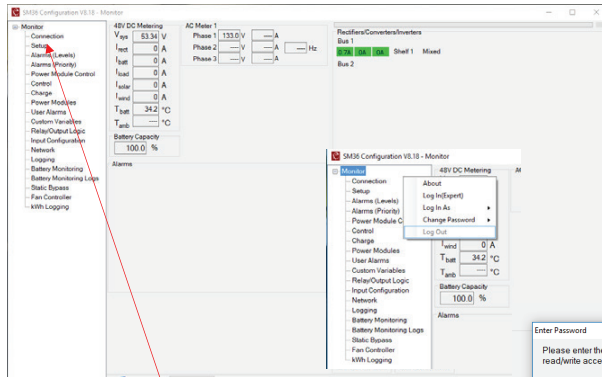 SM36 Configuration V8.18 - Monitor
Monitor
Connection
Setup
Alarms (Levels)
Alarms (Priority)
Power Module Control
Control
Charge
Power Modules
User Alarms
Custom Variables
Relay/Output Logic
Input Configuration
Network
Logging
Battery Monitoring
Battery Monitoring Logs
Static Bypass
Fan Controller
kWh Logging
48V DC Metering
Vsys 53.34 V
Irect 0 A
Ibatt 0 A
Iload 0 A
Isolar 0 A
Iwind 0 A
Tbatt 34.2 °C
Tamb ---- °C
Battery Capacity
100.0 %
Alarms
AC Meter 1
Phase 1 133.0 V ---- A
Phase 2 ---- V ---- A ---- Hz
Phase 3 ---- V ---- A
Rectifiers/Converters/Inverters
Bus 1
0.7A 0A 0A Shelf 1 Mixed
Bus 2
SM36 Configuration V8.18 - Monitor
Monitor
Connection
Setup
Alarms (Levels)
Alarms (Priority)
Power Module C
Control
Charge
Power Modules
User Alarms
Custom Variables
Relay/Output Logic
Input Configuration
Network
Logging
Battery Monitoring
Battery Monitoring Logs
Static Bypass
Fan Controller
kWh Logging
About
Log In(Expert)
Log In As
Change Password
Log Out
48V DC Metering
Iwind 0 A
Tbatt 34.2 °C
Tamb ---- °C
Battery Capacity
100.0 %
Alarms
Enter Password
Please enter the
read/write acce